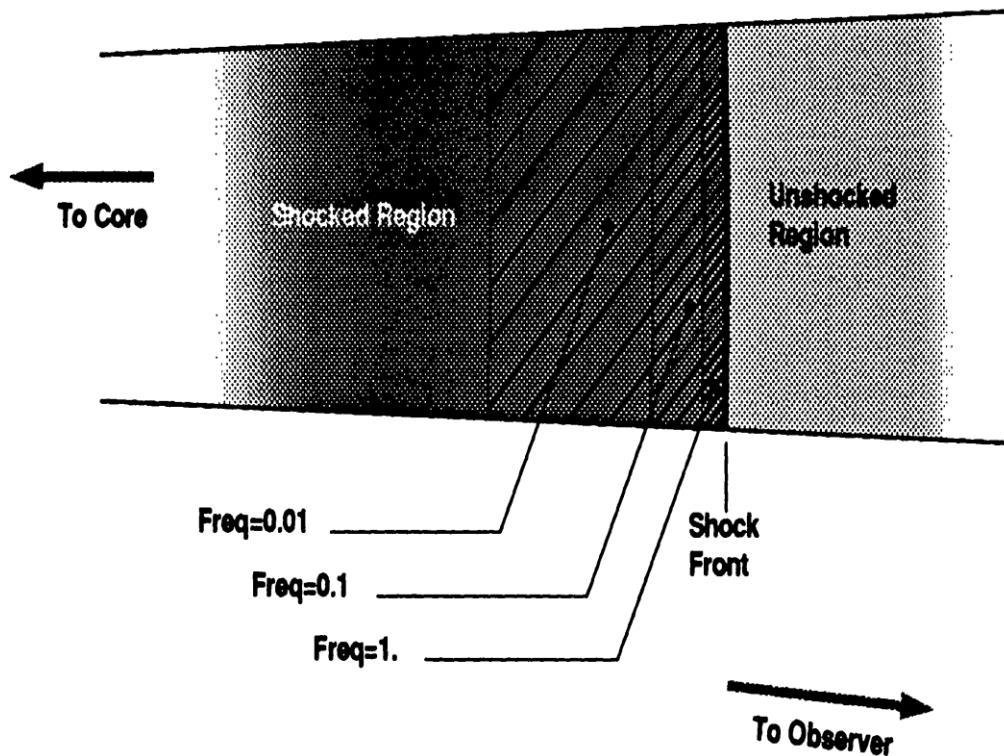 To Core
Shocked Region
Unshocked
Region
Freq=0.01
Freq=0.1
Freq=1.
Shock
Front
To Observer